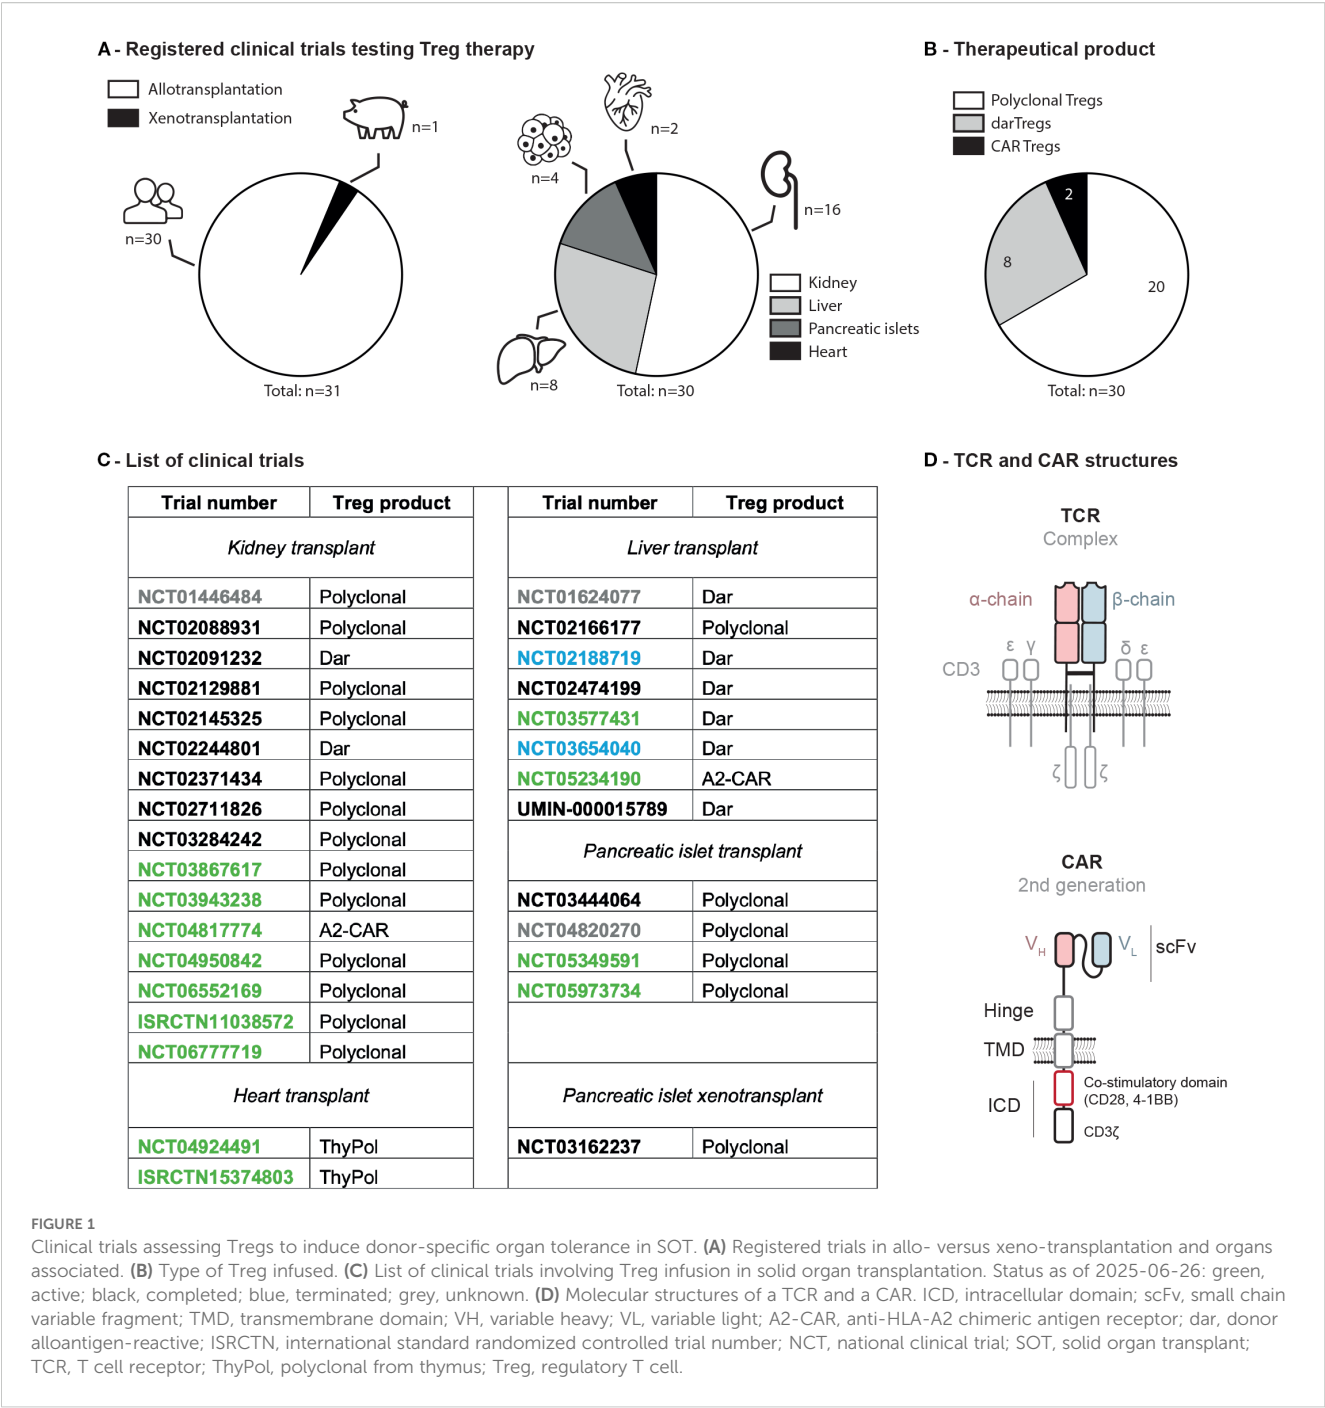 A - Registered clinical trials testing Treg therapy
Allotransplantation
Xenotransplantation
n=1
n=30
Total: n=31
n=2
n=4
n=16
n=8
Kidney
Liver
Pancreatic islets
Heart
Total: n=30
B - Therapeutical product
Polyclonal Tregs
darTregs
CAR Tregs
2
8
20
Total: n=30
C - List of clinical trials
Trial number Treg product
Kidney transplant
NCT01446484 Polyclonal
NCT02088931 Polyclonal
NCT02091232 Dar
NCT02129881 Polyclonal
NCT02145325 Polyclonal
NCT02244801 Dar
NCT02371434 Polyclonal
NCT02711826 Polyclonal
NCT03284242 Polyclonal
NCT03867617 Polyclonal
NCT03943238 Polyclonal
NCT04817774 A2-CAR
NCT04950842 Polyclonal
NCT06552169 Polyclonal
ISRCTN11038572 Polyclonal
NCT06777719 Polyclonal
Heart transplant
NCT04924491 ThyPol
ISRCTN15374803 ThyPol
Trial number Treg product
Liver transplant
NCT01624077 Dar
NCT02166177 Polyclonal
NCT02188719 Dar
NCT02474199 Dar
NCT03577431 Dar
NCT03654040 Dar
NCT05234190 A2-CAR
UMIN-000015789 Dar
Pancreatic islet transplant
NCT03444064 Polyclonal
NCT04820270 Polyclonal
NCT05349591 Polyclonal
NCT05973734 Polyclonal
Pancreatic islet xenotransplant
NCT03162237 Polyclonal
D - TCR and CAR structures
TCR
Complex
α-chain
β-chain
ε γ
δ ε
CD3
ζ
ζ
CAR
2nd generation
VH
VL
scFv
Hinge
TMD
ICD
Co-stimulatory domain
(CD28, 4-1BB)
CD3ζ
FIGURE 1
Clinical trials assessing Tregs to induce donor-specific organ tolerance in SOT. (A) Registered trials in allo- versus xeno-transplantation and organs
associated. (B) Type of Treg infused. (C) List of clinical trials involving Treg infusion in solid organ transplantation. Status as of 2025-06-26: green,
active; black, completed; blue, terminated; grey, unknown. (D) Molecular structures of a TCR and a CAR. ICD, intracellular domain; scFv, small chain
variable fragment; TMD, transmembrane domain; VH, variable heavy; VL, variable light; A2-CAR, anti-HLA-A2 chimeric antigen receptor; dar, donor
alloantigen-reactive; ISRCTN, international standard randomized controlled trial number; NCT, national clinical trial; SOT, solid organ transplant;
TCR, T cell receptor; ThyPol, polyclonal from thymus; Treg, regulatory T cell.